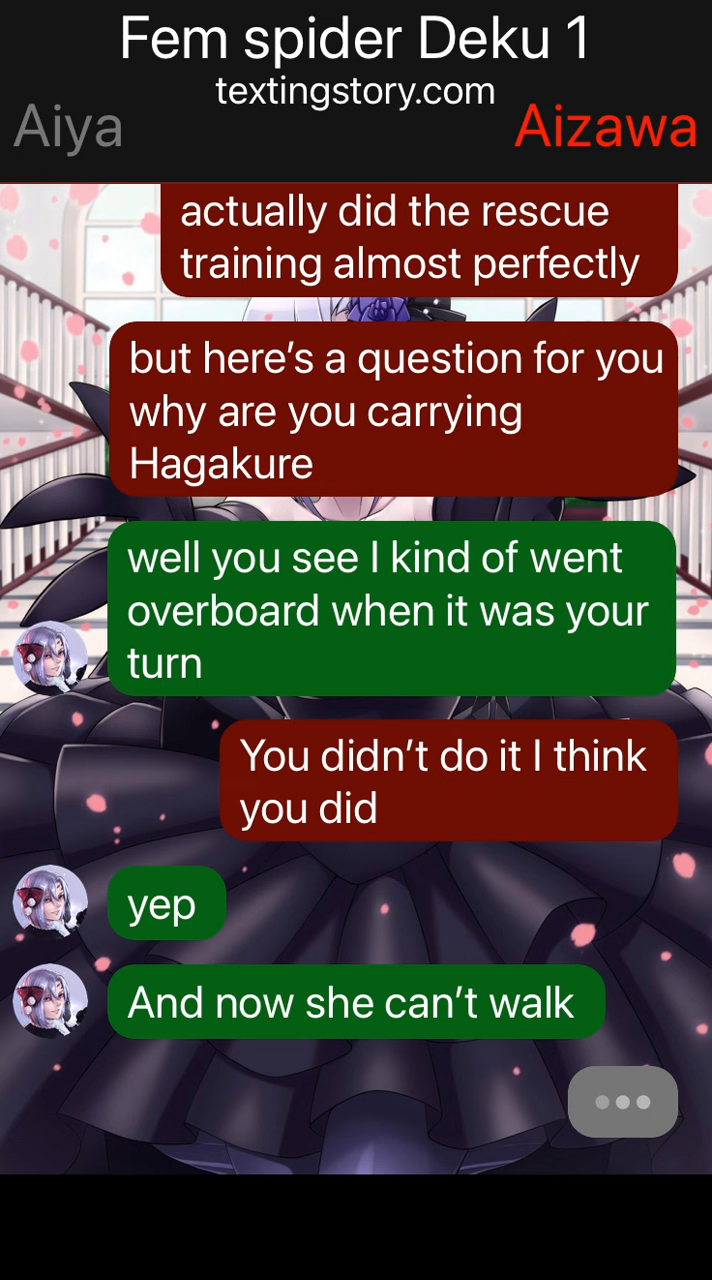 Fem spider Deku 1
textingstory.com
Aiya
Aizawa
actually did the rescue
training almost perfectly
but here’s a question for you
why are you carrying
Hagakure
well you see I kind of went
overboard when it was your
turn
You didn’t do it I think
you did
yep
And now she can’t walk